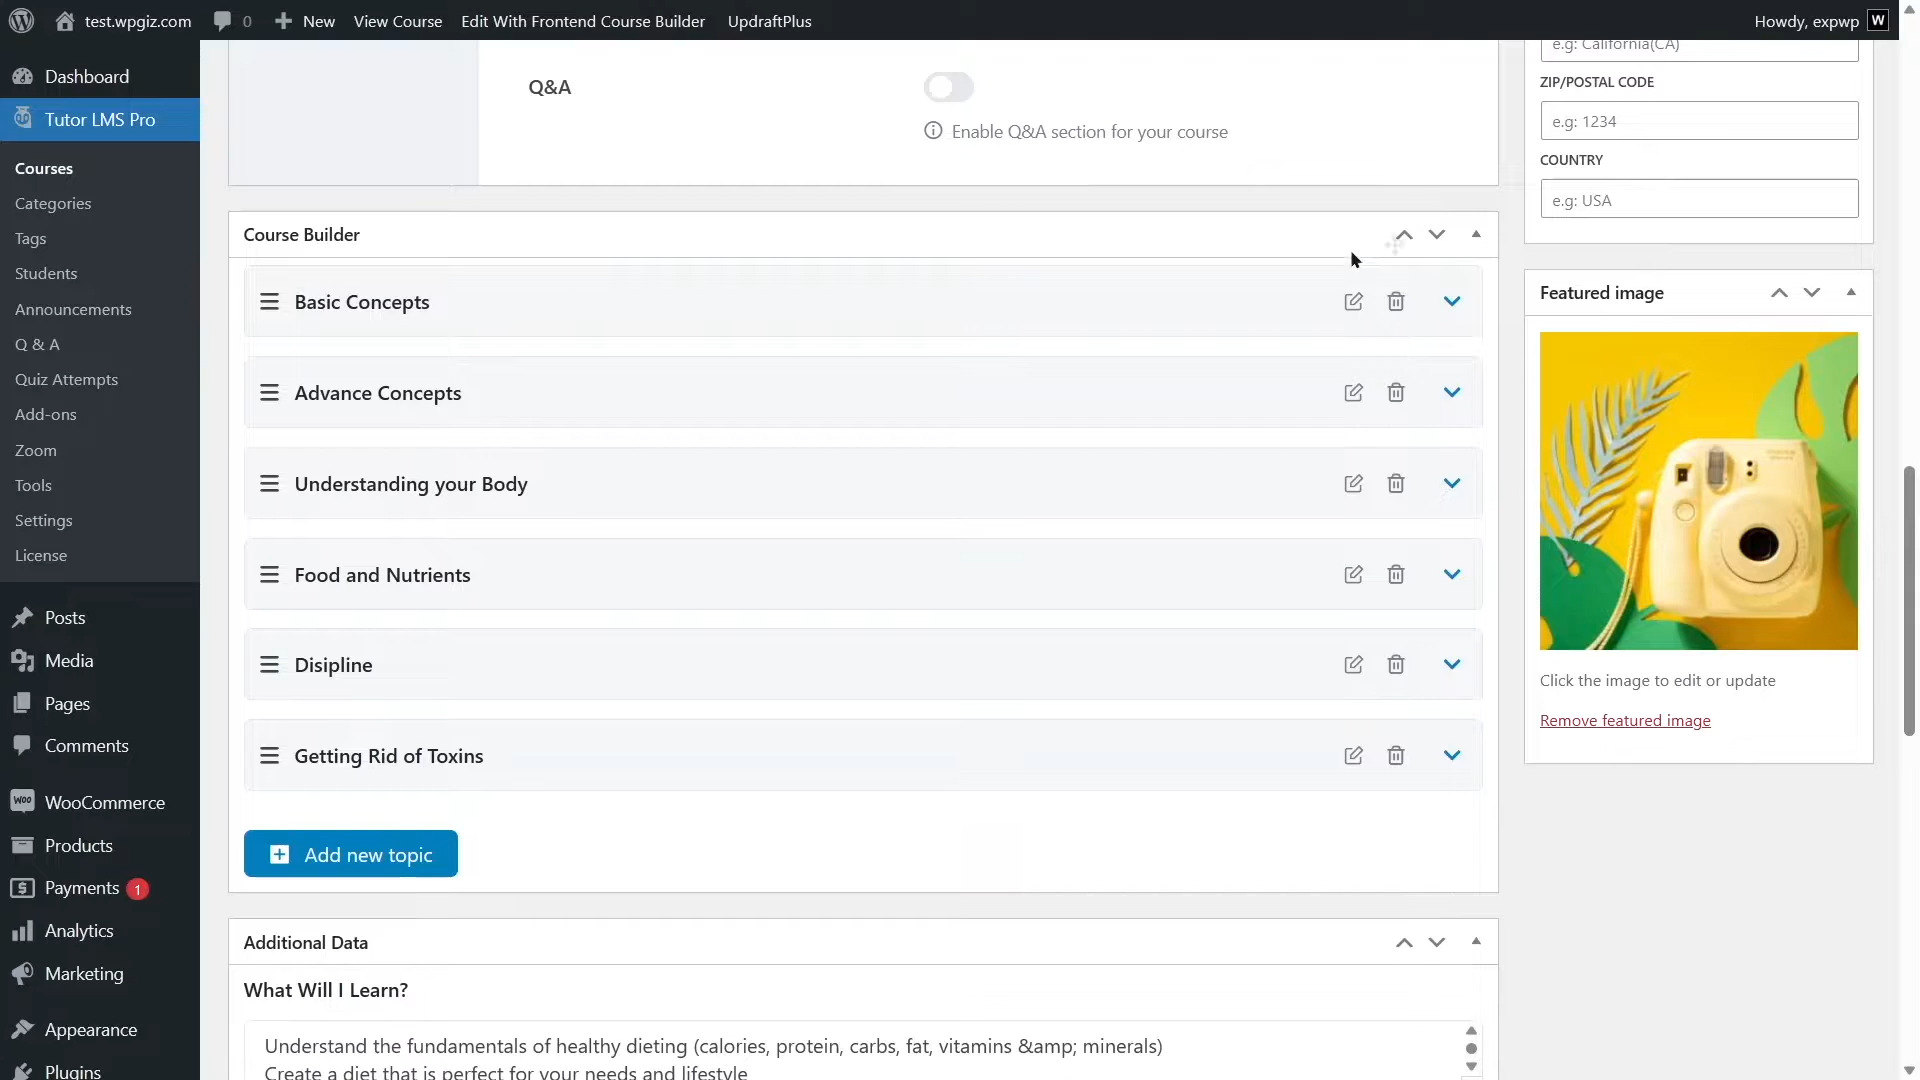 test.wpgiz.com
0
New
View Course
Edit With Frontend Course Builder
UpdraftPlus
Howdy, expwp
Dashboard
Tutor LMS Pro
Courses
Categories
Tags
Students
Announcements
Q & A
Quiz Attempts
Add-ons
Zoom
Tools
Settings
License
Posts
Media
Pages
Comments
WooCommerce
Products
Payments 1
Analytics
Marketing
Appearance
Plugins
Q&A
Enable Q&A section for your course
Course Builder
Basic Concepts
Advance Concepts
Understanding your Body
Food and Nutrients
Disipline
Getting Rid of Toxins
Add new topic
Additional Data
What Will I Learn?
Understand the fundamentals of healthy dieting (calories, protein, carbs, fat, vitamins &amp; minerals)
Create a diet that is perfect for your needs and lifestyle
e.g: California(CA)
ZIP/POSTAL CODE
e.g: 1234
COUNTRY
e.g: USA
Featured image
Click the image to edit or update
Remove featured image